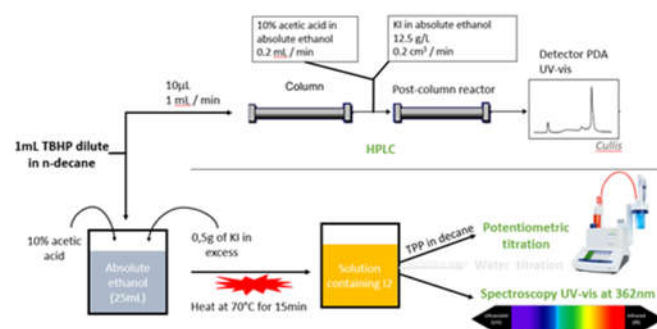 10% acetic acid in
absolute ethanol
0.2 mL / min
KI in absolute ethanol
12.5 g/L
0.2 cm³ / min
Detector PDA
UV-vis
10µL
1 mL / min
Column
Post-column reactor
Cullis
HPLC
1mL TBHP dilute
in n-decane
10% acetic
acid
0,5g of KI in
excess
Absolute
ethanol
(25mL)
Heat at 70°C for 15min
Solution
containing I2
TPP in decane
Water titration
Potentiometric
titration
Spectroscopy UV-vis at 362nm